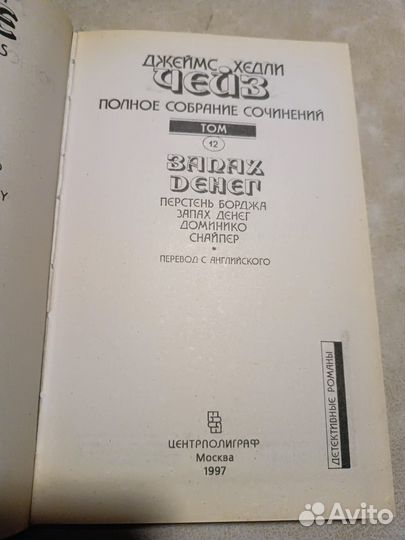 ДЖЕЙМС ХЕДЛИ
ЧЕЙЗ
ПОЛНОЕ СОБРАНИЕ СОЧИНЕНИЙ
ТОМ
12
ЗАПАХ
ДЕНЕГ
ПЕРСТЕНЬ БОРДЖА
ЗАПАХ ДЕНЕГ
ДОМИНИКО
СНАЙПЕР
ПЕРЕВОД С АНГЛИЙСКОГО
ДЕТЕКТИВНЫЕ РОМАНЫ
ЦЕНТРПОЛИГРАФ
Москва
1997
Avito